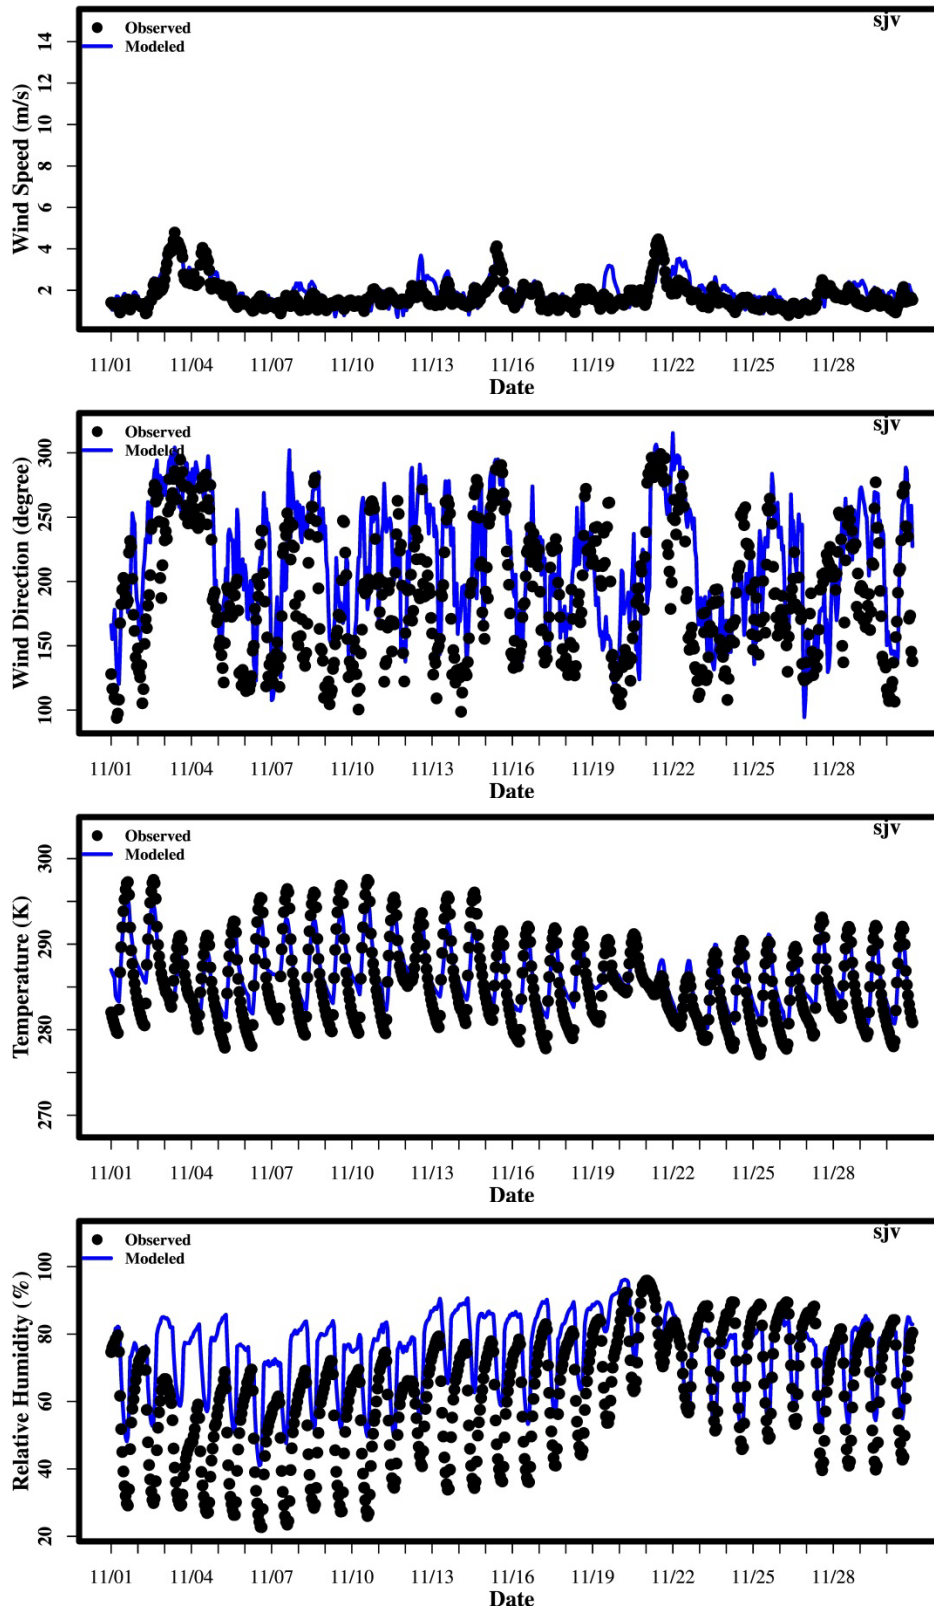 sjv
Observed
Modeled
Wind Speed (m/s)
14
12
10
8
6
4
2
11/01 11/04 11/07 11/10 11/13 11/16 11/19 11/22 11/25 11/28
Date
sjv
Observed
Modeled
Wind Direction (degree)
300
250
200
150
100
11/01 11/04 11/07 11/10 11/13 11/16 11/19 11/22 11/25 11/28
Date
sjv
Observed
Modeled
Temperature (K)
300
290
280
270
11/01 11/04 11/07 11/10 11/13 11/16 11/19 11/22 11/25 11/28
Date
sjv
Observed
Modeled
Relative Humidity (%)
100
80
60
40
20
11/01 11/04 11/07 11/10 11/13 11/16 11/19 11/22 11/25 11/28
Date